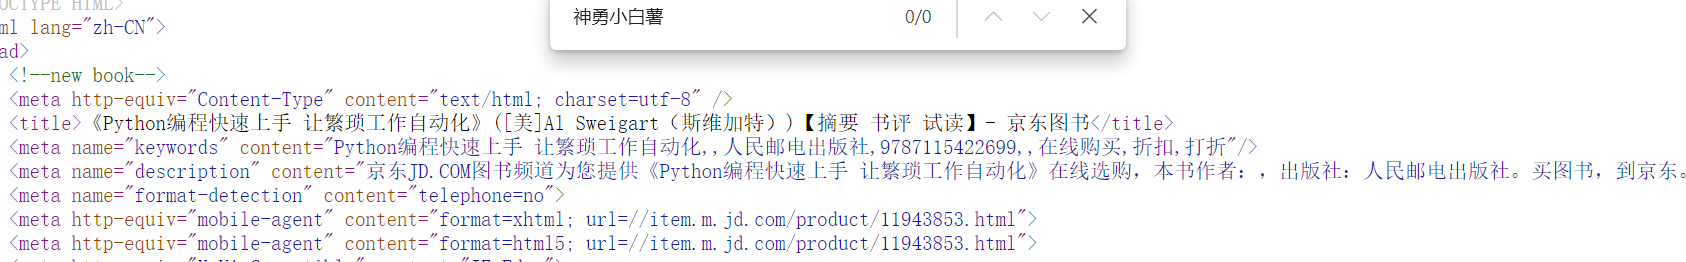 OCTYPE HTML>
神勇小白薯 0/0
ml lang="zh-CN">
ad>
<!--new book-->
<meta http-equiv="Content-Type" content="text/html; charset=utf-8" />
<title>《Python编程快速上手 让繁琐工作自动化》([美]Al Sweigart（斯维加特）)【摘要 书评 试读】- 京东图书</title>
<meta name="keywords" content="Python编程快速上手 让繁琐工作自动化,,人民邮电出版社,9787115422699,,在线购买,折扣,打折"/>
<meta name="description" content="京东JD.COM图书频道为您提供《Python编程快速上手 让繁琐工作自动化》在线选购，本书作者：，出版社：人民邮电出版社。买图书，到京东。
<meta name="format-detection" content="telephone=no">
<meta http-equiv="mobile-agent" content="format=xhtml; url=//item.m.jd.com/product/11943853.html">
<meta http-equiv="mobile-agent" content="format=html5; url=//item.m.jd.com/product/11943853.html">